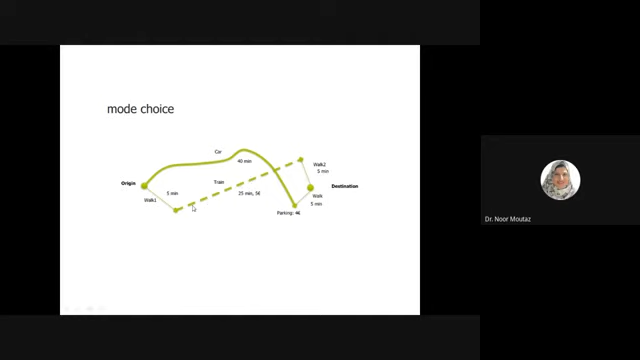 mode choice
Car
40 min
Walk2
5 min
Origin
Train
Destination
5 min
25 min, 5€
Walk1
Walk
5 min
Parking: 4€
Dr. Noor Moutaz